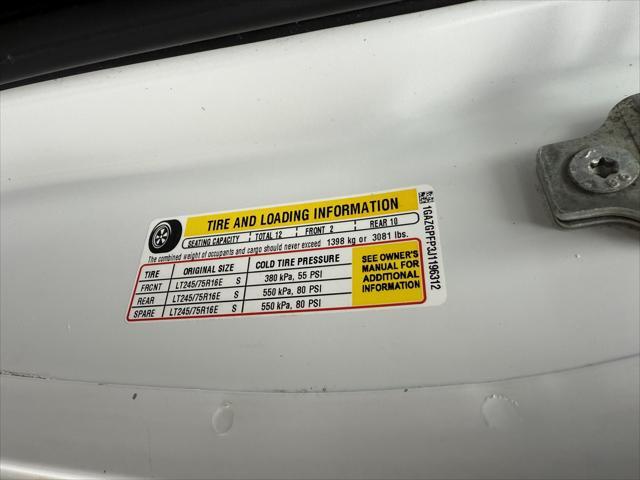 TIRE AND LOADING INFORMATION
SEATING CAPACITY TOTAL 12 FRONT 2 REAR 10
The combined weight of occupants and cargo should never exceed 1398 kg or 3081 lbs.
TIRE ORIGINAL SIZE COLD TIRE PRESSURE
FRONT LT245/75R16E S 380 kPa, 55 PSI
REAR LT245/75R16E S 550 kPa, 80 PSI
SPARE LT245/75R16E S 550 kPa, 80 PSI
SEE OWNER'S
MANUAL FOR
ADDITIONAL
INFORMATION
1GAZGPFP3J1196312